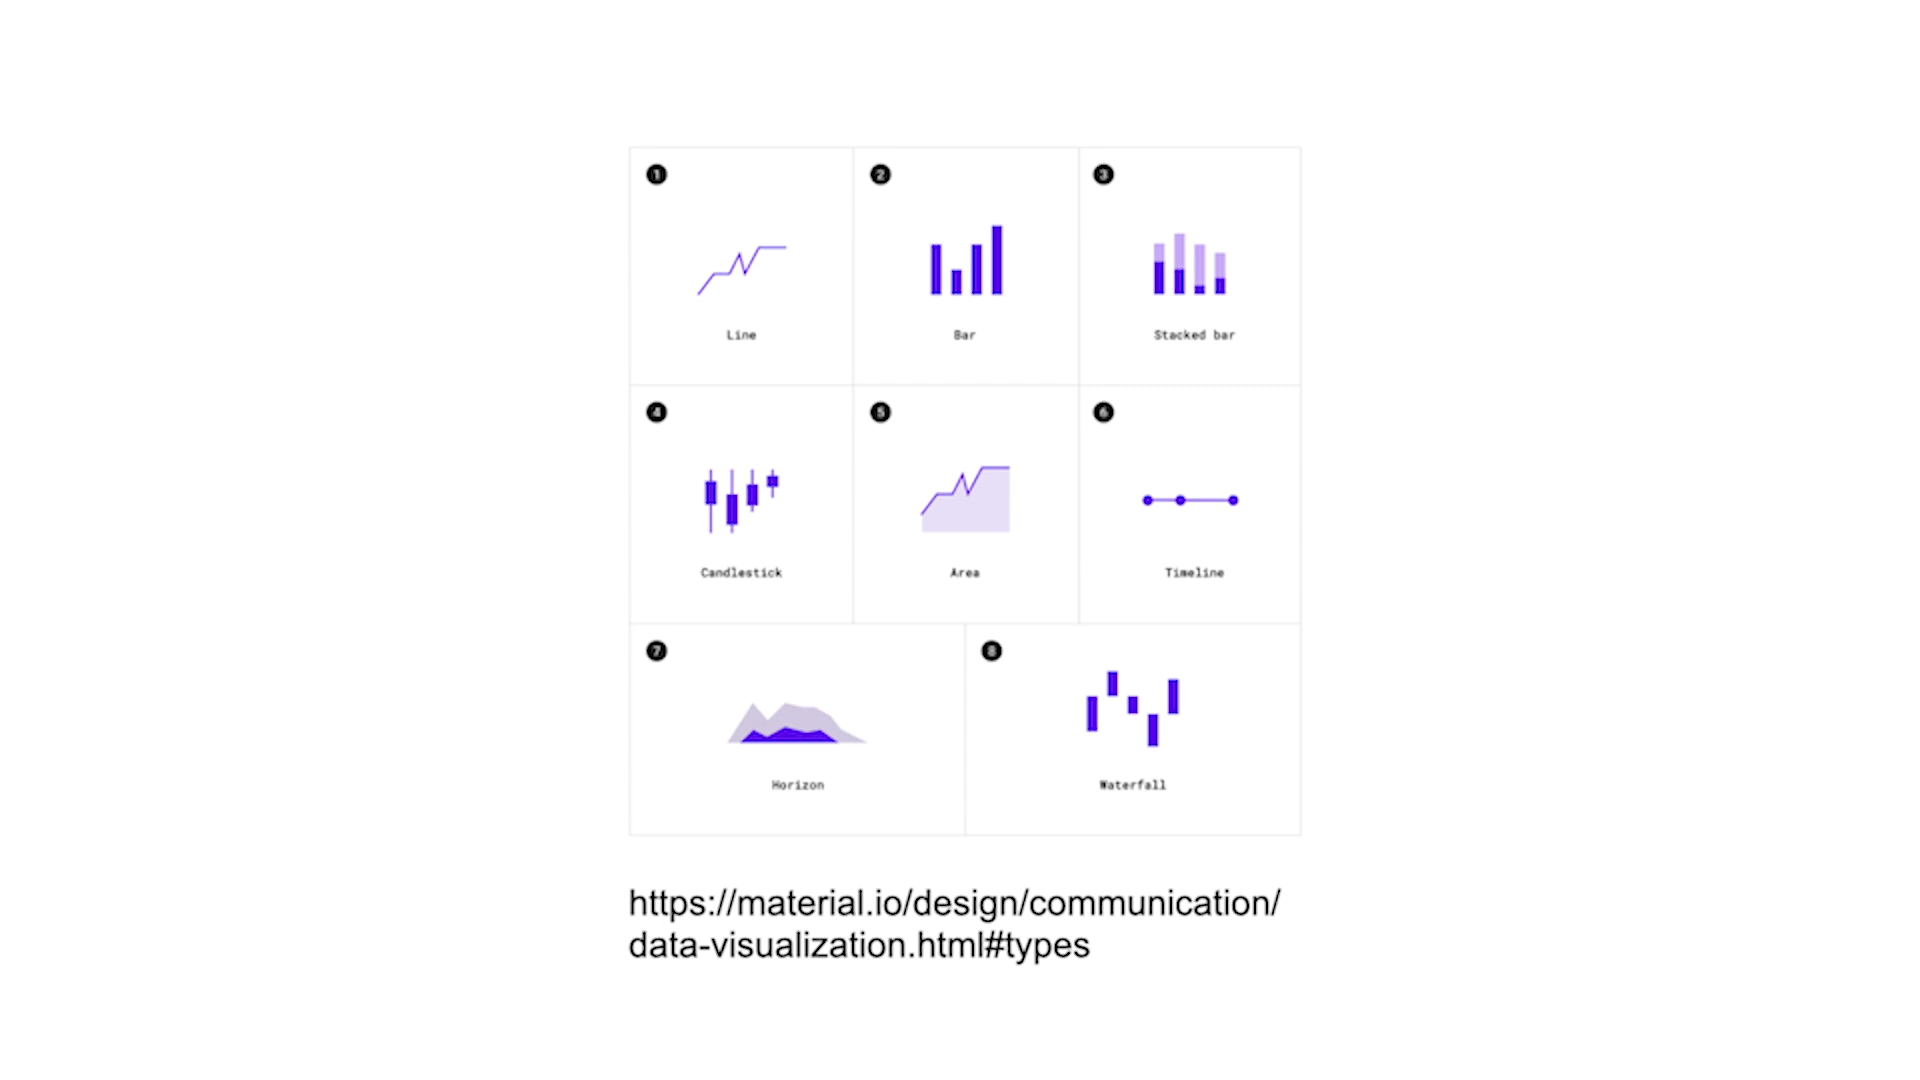 1
2
3
Line
Bar
Stacked bar
4
5
6
Candlestick
Area
Timeline
7
8
Horizon
Waterfall
https://material.io/design/communication/
data-visualization.html#types